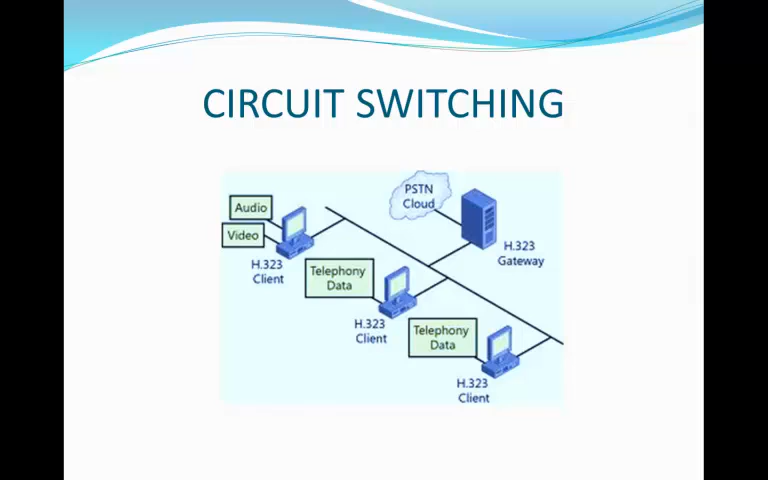 CIRCUIT SWITCHING
PSTN
Cloud
Audio
Video
H.323
Client
H.323
Gateway
Telephony
Data
H.323
Client
Telephony
Data
H.323
Client